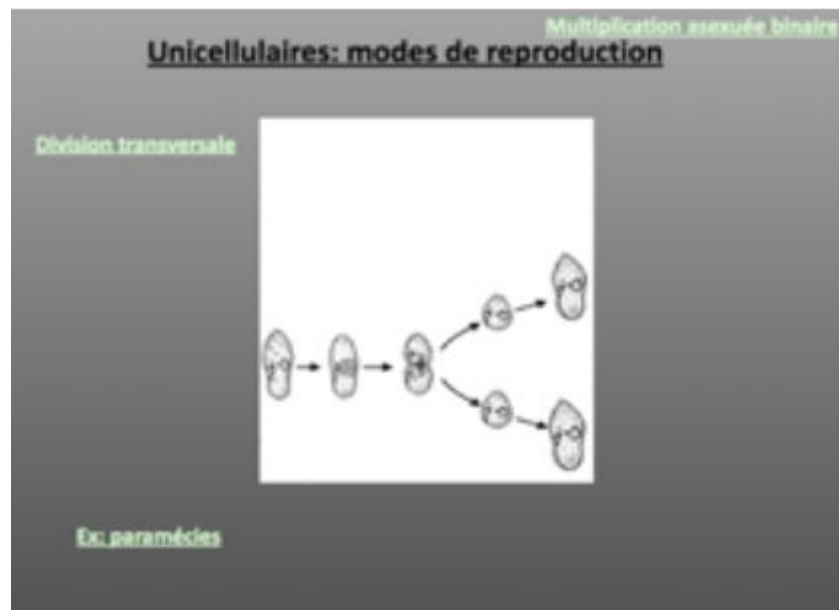 Multiplication asexuée binaire
Unicellulaires: modes de reproduction
Division transversale
Ex: paramécies